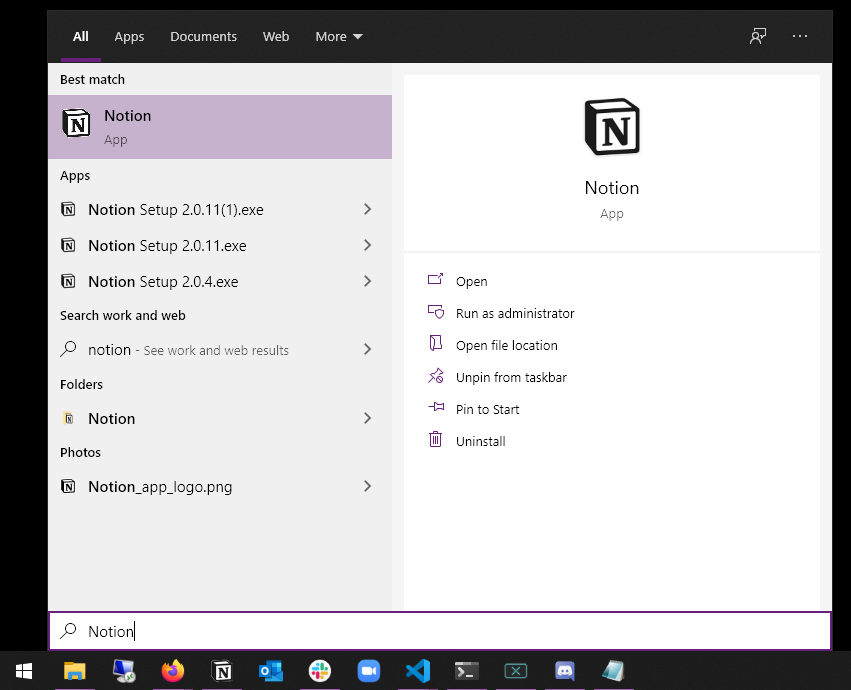 All Apps Documents Web More
Best match
Notion
App
Apps
Notion Setup 2.0.11(1).exe
Notion Setup 2.0.11.exe
Notion Setup 2.0.4.exe
Search work and web
notion - See work and web results
Folders
Notion
Photos
Notion_app_logo.png
N
Notion
App
Open
Run as administrator
Open file location
Unpin from taskbar
Pin to Start
Uninstall
Notion